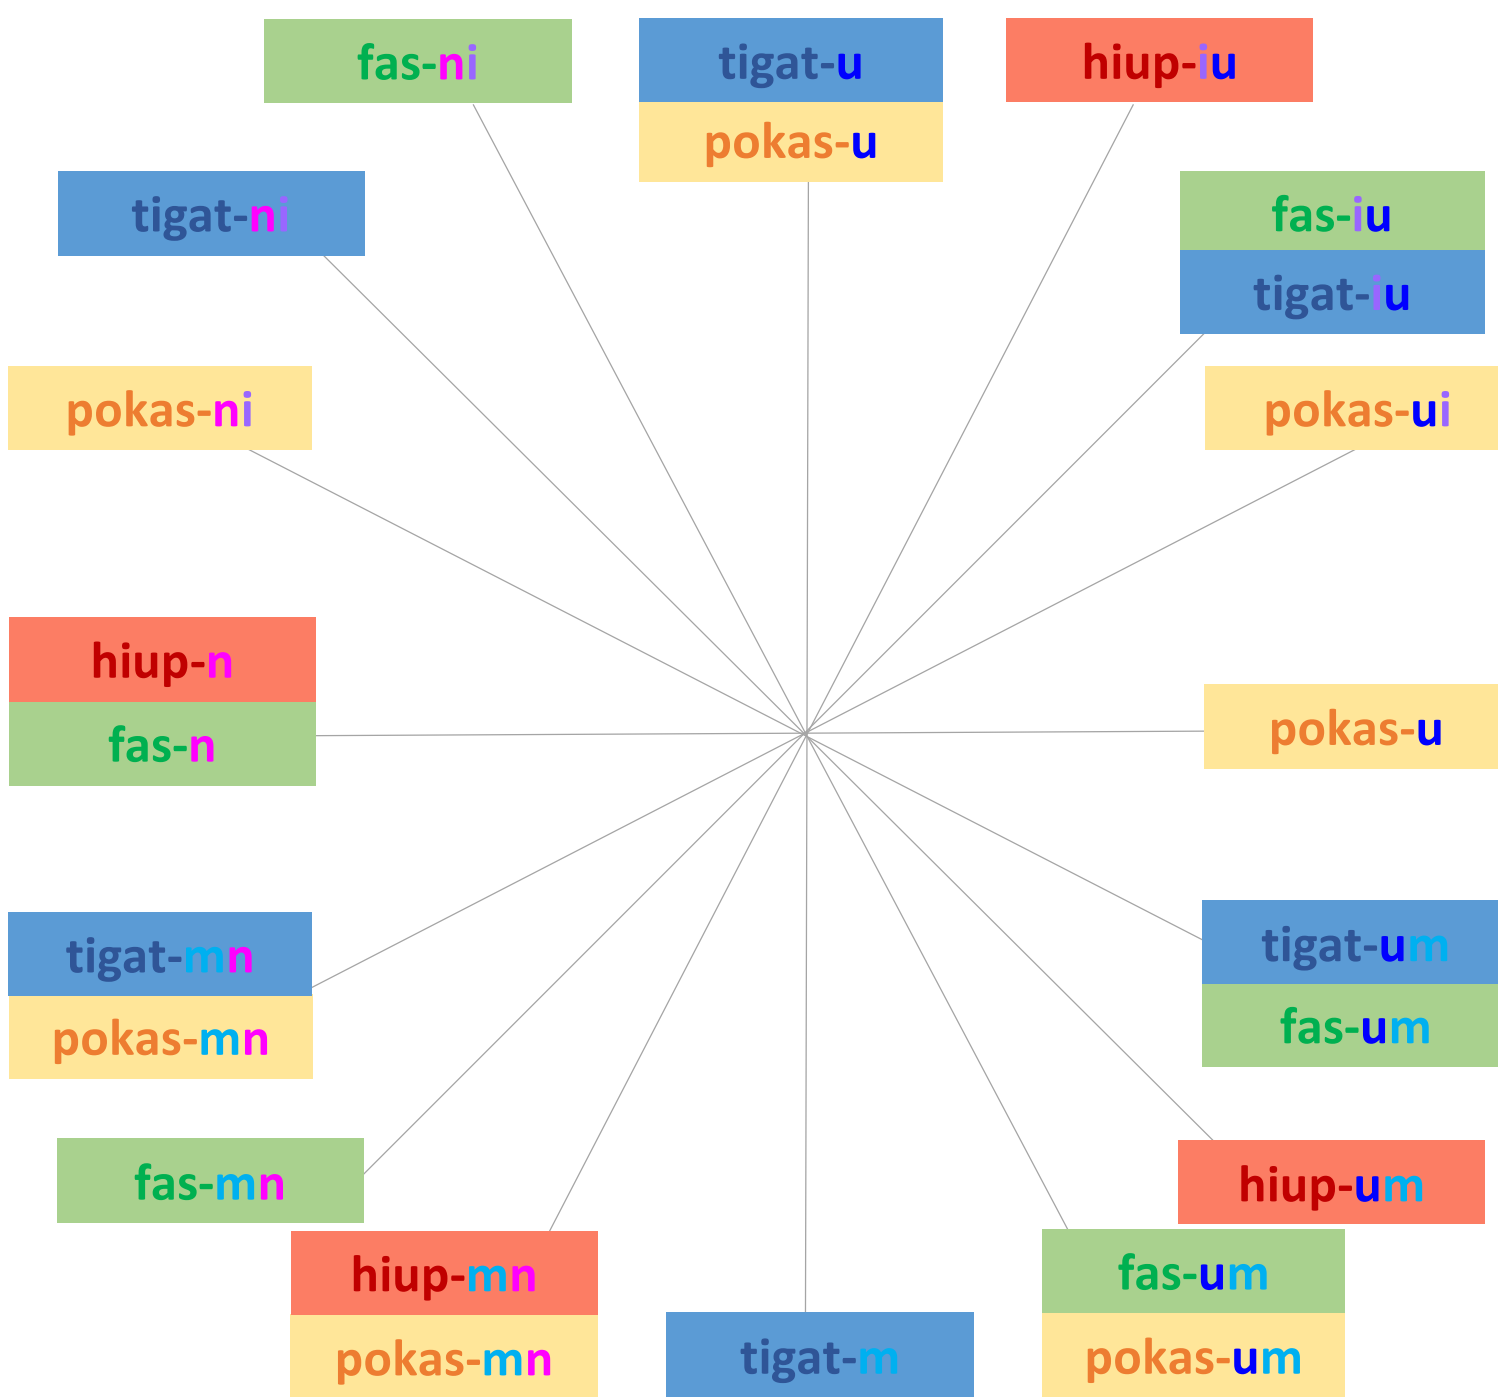 fas-ni
tigat-u
pokas-u
hiup-iu
tigat-ni
fas-iu
tigat-iu
pokas-ni
pokas-ui
hiup-n
fas-n
pokas-u
tigat-mn
pokas-mn
tigat-um
fas-um
fas-mn
hiup-um
hiup-mn
pokas-mn
fas-um
pokas-um
tigat-m